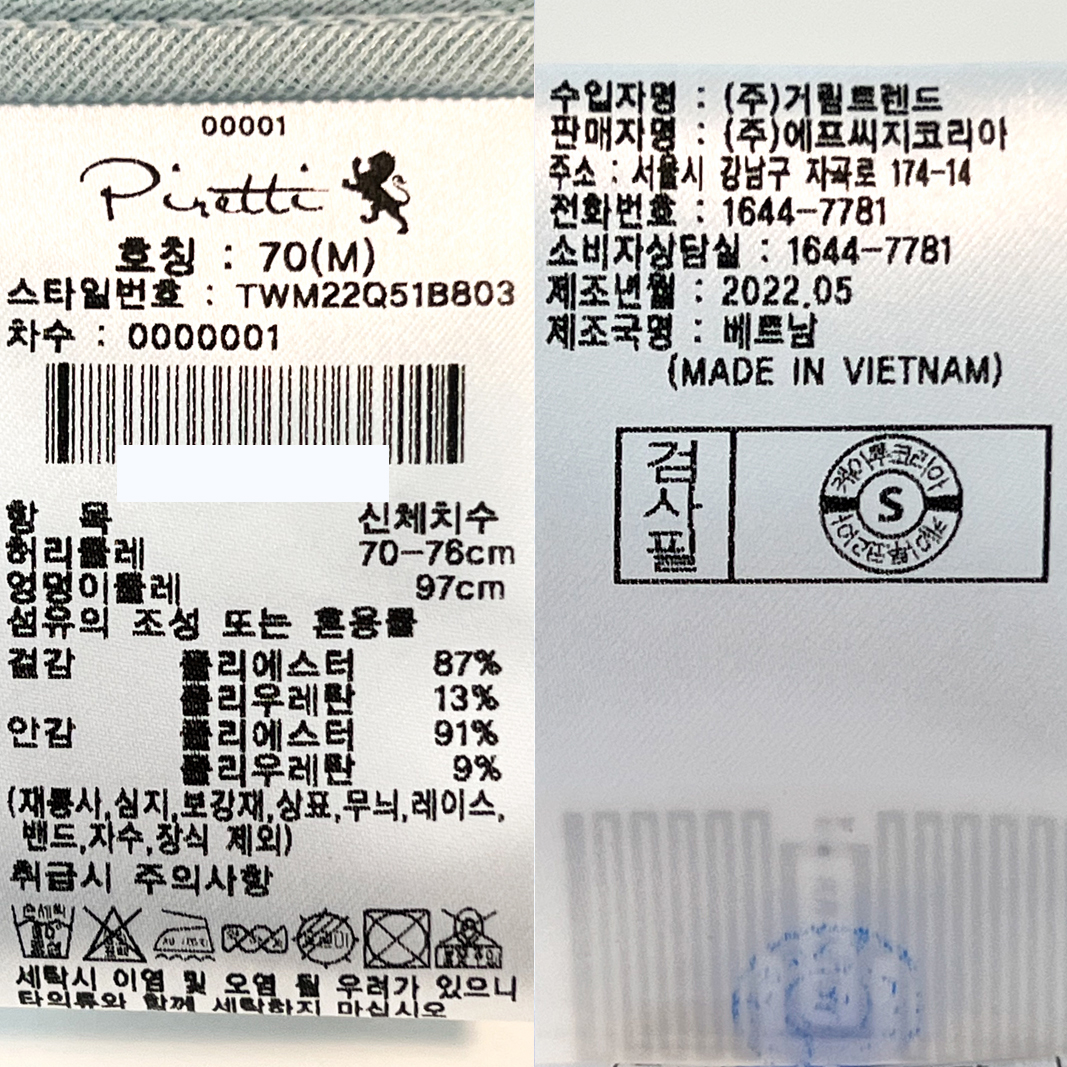 00001
Piretti
호칭 : 70(M)
스타일번호 : TWM22Q51B803
차수 : 0000001
항 목 신체치수
허리둘레 70-76cm
엉덩이둘레 97cm
섬유의 조성 또는 혼용률
겉감 폴리에스터 87%
폴리우레탄 13%
안감 폴리에스터 91%
폴리우레탄 9%
(재봉사,심지,보강재,상표,무늬,레이스,
밴드,자수,장식 제외)
취급시 주의사항
손세탁
세탁시 이염 및 오염 될 우려가 있으니
타의류와 함께 세탁하지 마십시오
수입자명 : (주)거림트렌드
판매자명 : (주)에프씨지코리아
주소 : 서울시 강남구 자곡로 174-14
전화번호 : 1644-7781
소비자상담실 : 1644-7781
제조년월 : 2022.05
제조국명 : 베트남
(MADE IN VIETNAM)
검사필
S